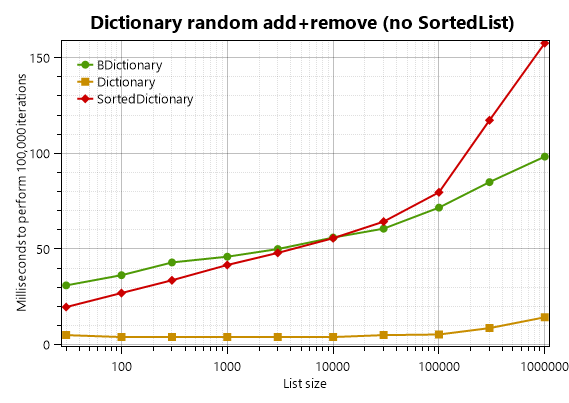 Dictionary random add+remove (no SortedList)
Milliseconds to perform 100,000 iterations
150
100
50
0
BDictionary
Dictionary
SortedDictionary
100
1000
10000
100000
1000000
List size